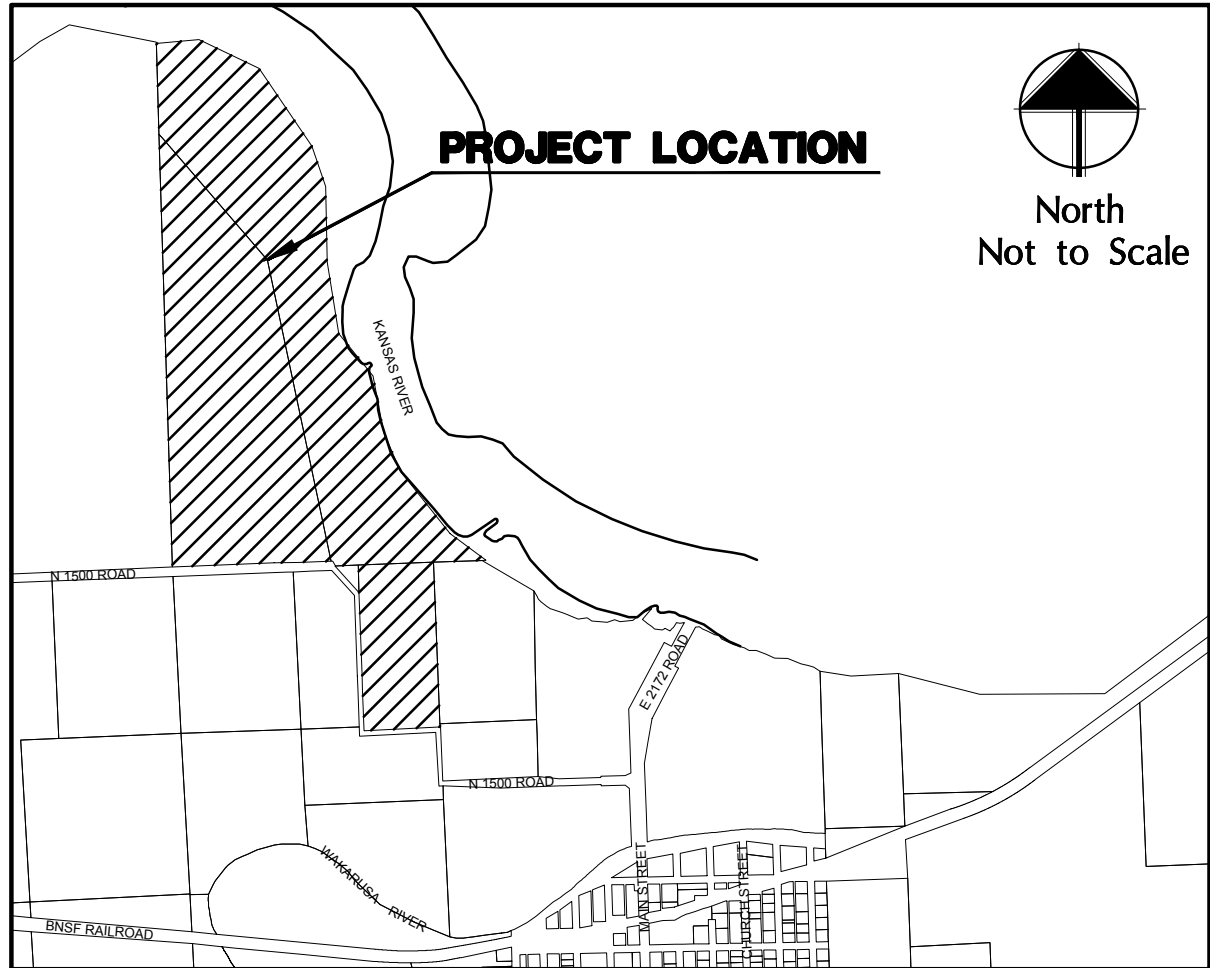 PROJECT LOCATION
North
Not to Scale
KANSAS RIVER
N 1500 ROAD
E 2172 ROAD
N 1500 ROAD
WAKARUSA RIVER
MAIN STREET
CHURCH STREET
BNSF RAILROAD